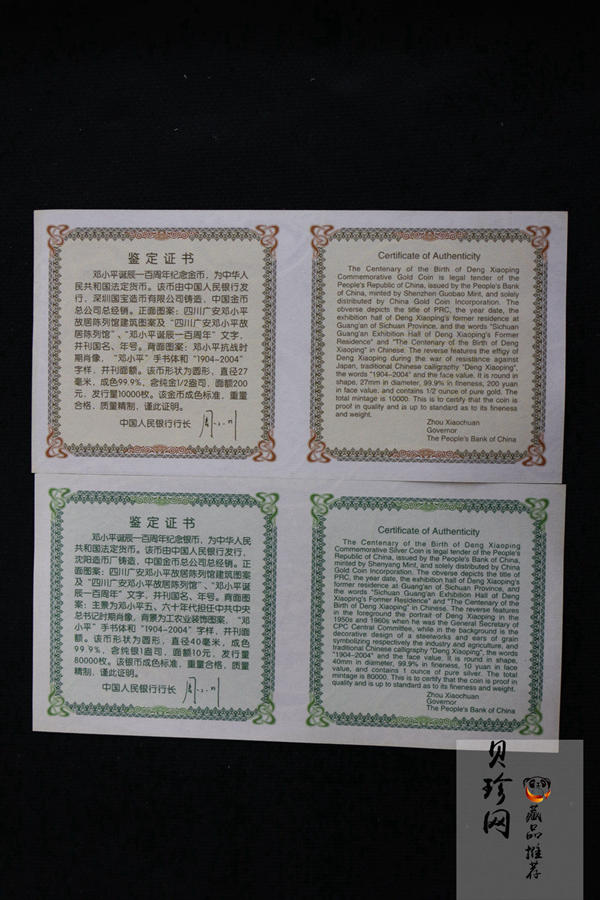 鉴定证书
邓小平诞辰一百周年纪念金币，为中华人
民共和国法定货币。该币由中国人民银行发
行、深圳国宝造币有限公司铸造、中国金币
总公司总经销。正面图案：四川广安邓小平
故居陈列馆建筑图案及“四川广安邓小平故
居陈列馆”、“邓小平诞辰一百周年”文字，
并刊国名、年号。背面图案：邓小平抗战时
期肖像，“邓小平”手书体和“1904-2004”
字样，并刊面额。该币形状为圆形，直径27
毫米，成色99.9%，含纯金1/2盎司，面额200
元，发行量10000枚。该金币成色标准，重量
合格，质量精制，谨此证明。
中国人民银行行长
Certificate of Authenticity
The Centenary of the Birth of Deng Xiaoping
Commemorative Gold Coin is legal tender of the
People's Republic of China, issued by the People's Bank
of China, minted by Shenzhen Guobao Mint, and solely
distributed by China Gold Coin Incorporation. The
obverse depicts the title of PRC, the year date, the
exhibition hall of Deng Xiaoping's former residence at
Guang'an of Sichuan Province, and the words "Sichuan
Guang'an Exhibition Hall of Deng Xiaoping's Former
Residence" and "The Centenary of the Birth of Deng
Xiaoping" in Chinese. The reverse features the effigy of
Deng Xiaoping during the war of resistance against
Japan, traditional Chinese calligraphy "Deng Xiaoping",
the words "1904-2004" and the face value. It is round in
shape, 27mm in diameter, 99.9% in fineness, 200 yuan
in face value, and contains 1/2 ounce of pure gold. The
total mintage is 10000. This is to certify that the coin is
proof in quality and is up to standard as to its fineness
and weight.
Zhou Xiaochuan
Governor
The People's Bank of China
鉴定证书
邓小平诞辰一百周年纪念银币，为中华人民
共和国法定货币。该币由中国人民银行发行，
沈阳造币厂铸造，中国金币总公司总经销。正
面图案：四川广安邓小平故居陈列馆建筑图案
及“四川广安邓小平故居陈列馆”、“邓小平诞
辰一百周年”文字，并刊国名、年号。背面图
案：主景为邓小平五、六十年代担任中共中央
总书记时期肖像，背景为工农业装饰图案，“邓
小平”手书体和“1904-2004”字样，并刊面
额。该币形状为圆形，直径40毫米，成色
99.9%，含纯银1盎司，面额10元，发行量
80000枚。该银币成色标准，重量合格，质量
精制，谨此证明。
中国人民银行行长
Certificate of Authenticity
The Centenary of the Birth of Deng Xiaoping
Commemorative Silver Coin is legal tender of the People's
Republic of China, issued by the People's Bank of China,
minted by Shenyang Mint, and solely distributed by China
Gold Coin Incorporation. The obverse depicts the title of
PRC, the year date, the exhibition hall of Deng Xiaoping's
former residence at Guang'an of Sichuan Province, and
the words "Sichuan Guang'an Exhibition Hall of Deng
Xiaoping's Former Residence" and "The Centenary of the
Birth of Deng Xiaoping" in Chinese. The reverse features
in the foreground the portrait of Deng Xiaoping in the
1950s and 1960s when he was the General Secretary of
CPC Central Committee, while in the background is the
decorative design of a steelworks and ears of grain
symbolizing respectively the industry and agriculture, and
traditional Chinese calligraphy "Deng Xiaoping", the words
"1904-2004" and the face value. It is round in shape,
40mm in diameter, 99.9% in fineness, 10 yuan in face
value, and contains 1 ounce of pure silver. The total
mintage is 80000. This is to certify that the coin is proof in
quality and is up to standard as to its fineness and weight.
Zhou Xiaochuan
Governor
The People's Bank of China
贝珍网
藏品推荐